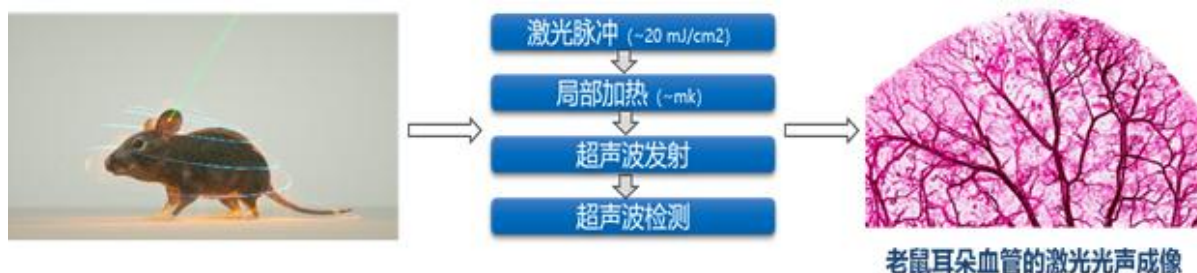 激光脉冲 (~20 mJ/cm2)
局部加热 (~mk)
超声波发射
超声波检测
老鼠耳朵血管的激光光声成像